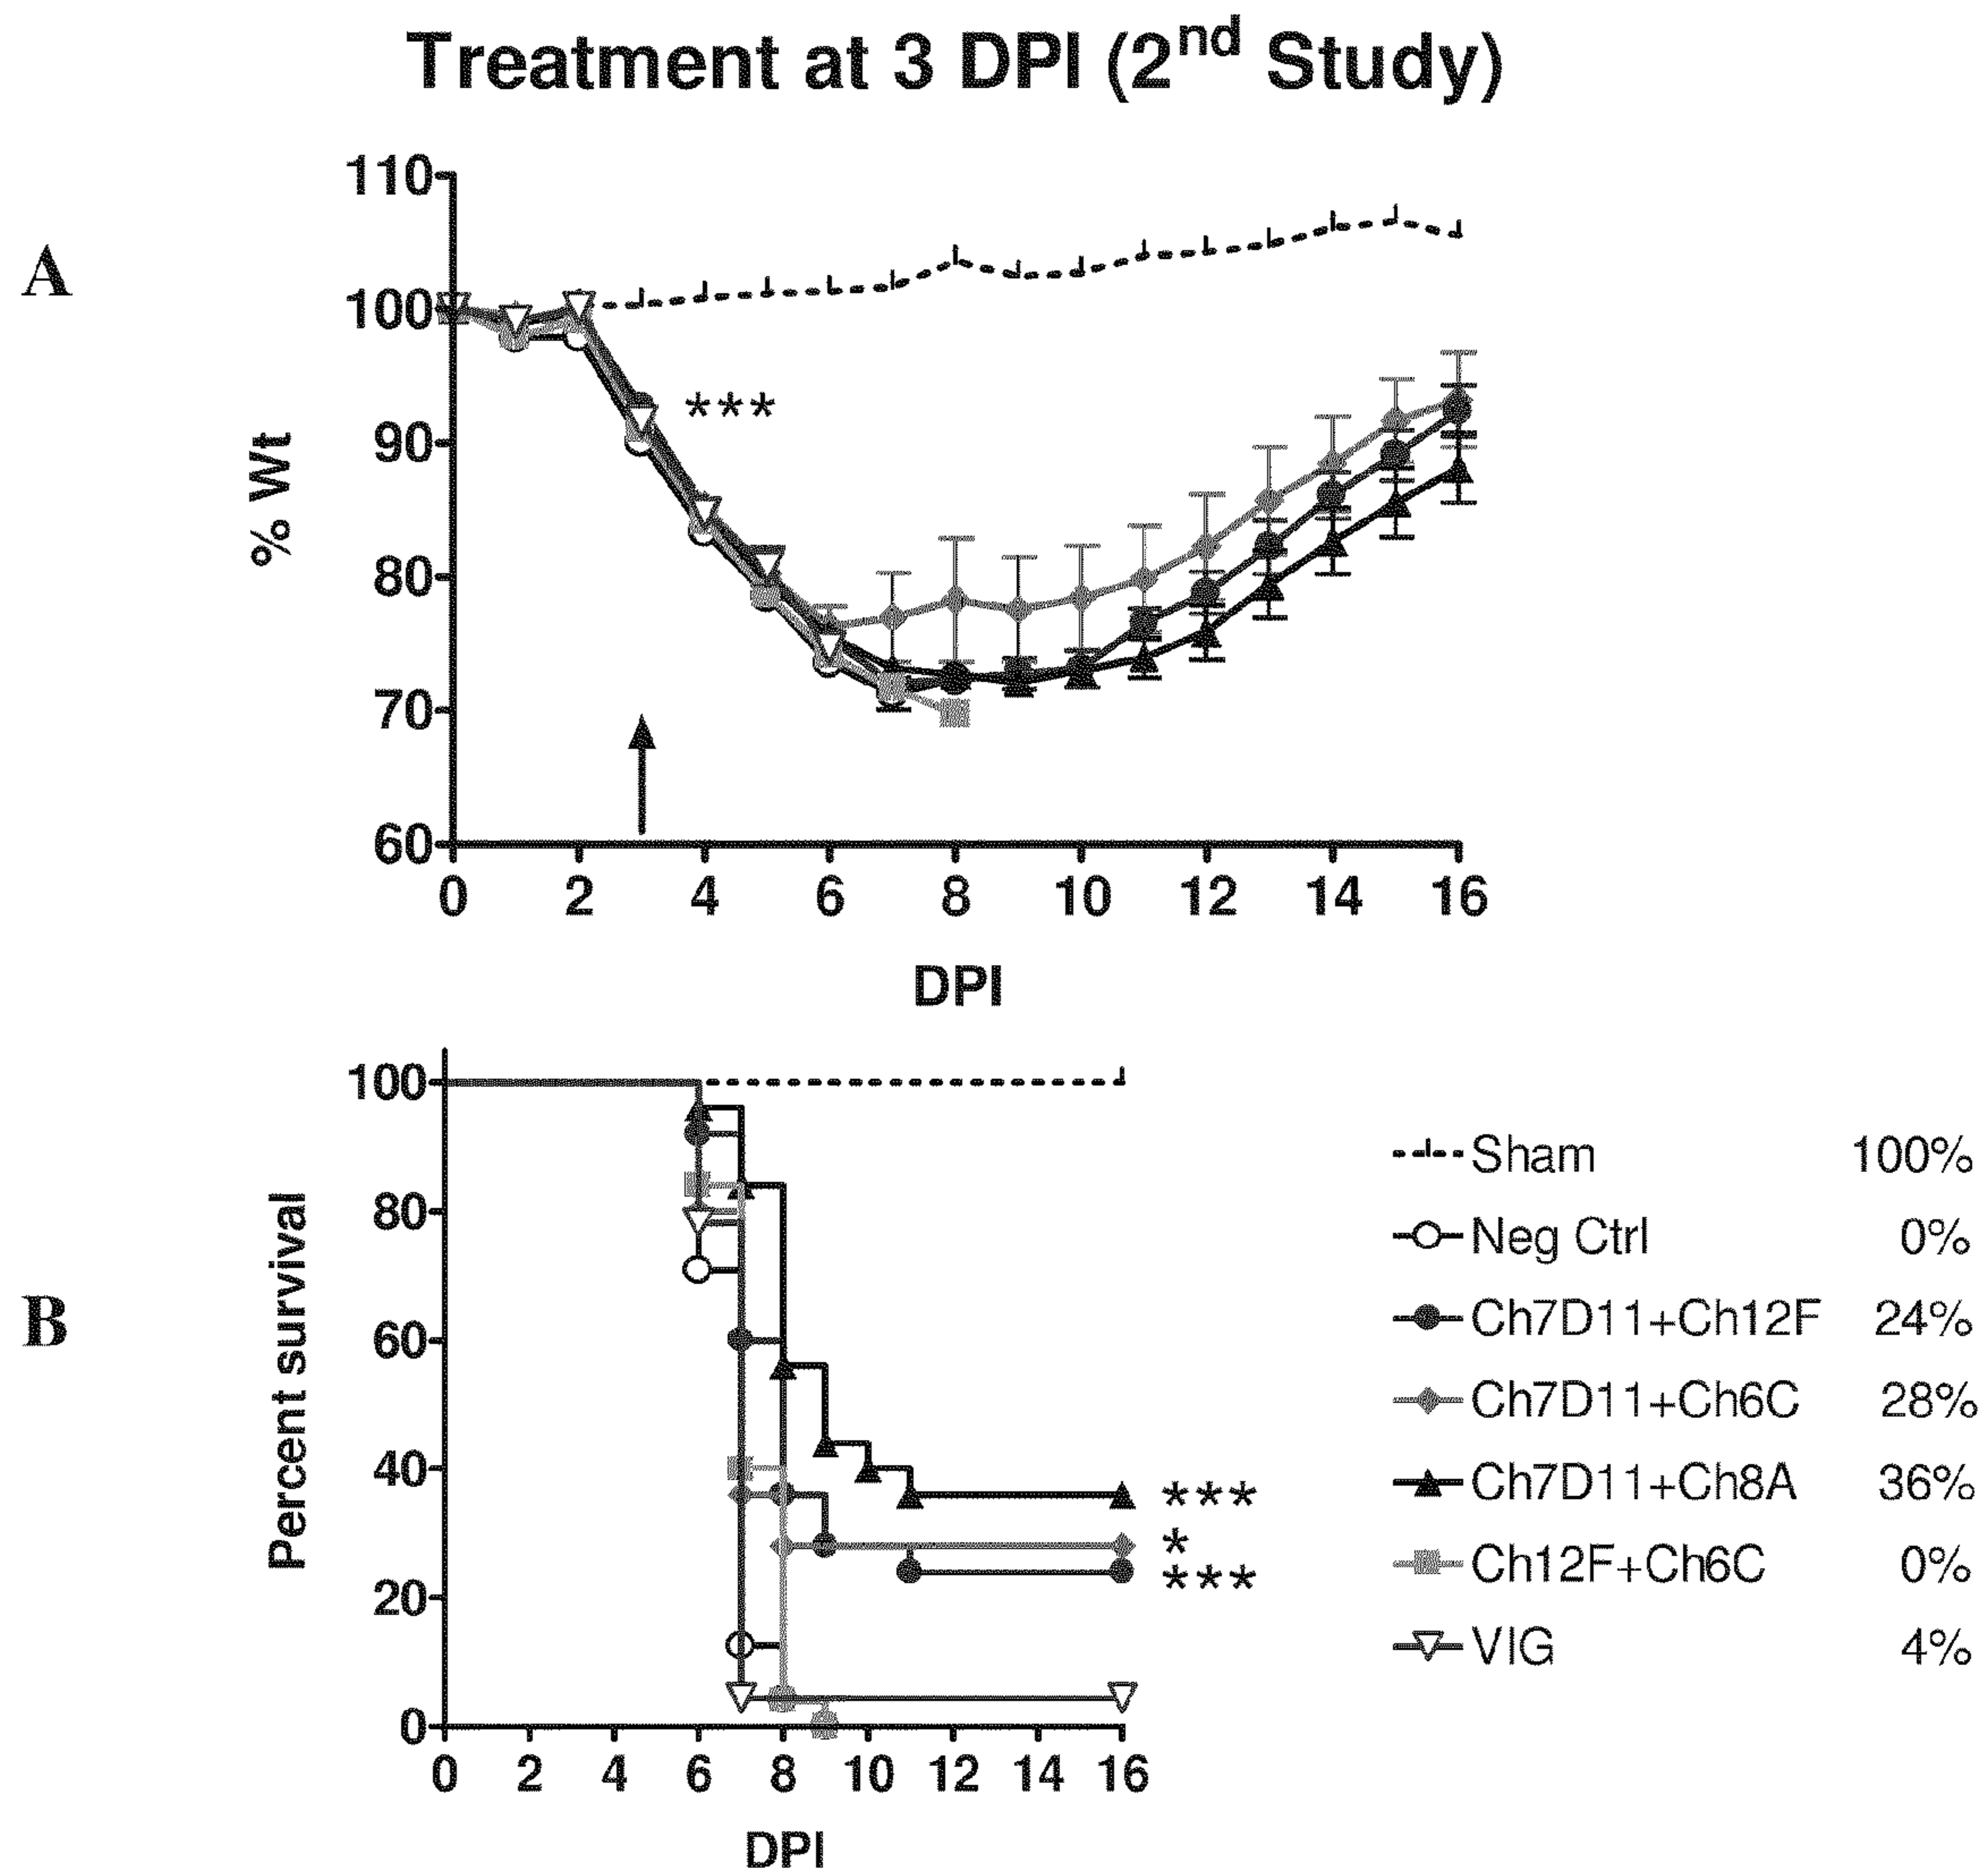 Treatment at 3 DPI (2nd Study)
A
110
100
90
80
70
60
% Wt
***
0 2 4 6 8 10 12 14 16
DPI
B
100
80
60
40
20
0
Percent survival
***
*
***
0 2 4 6 8 10 12 14 16
DPI
Sham 100%
Neg Ctrl 0%
Ch7D11+Ch12F 24%
Ch7D11+Ch6C 28%
Ch7D11+Ch8A 36%
Ch12F+Ch6C 0%
VIG 4%